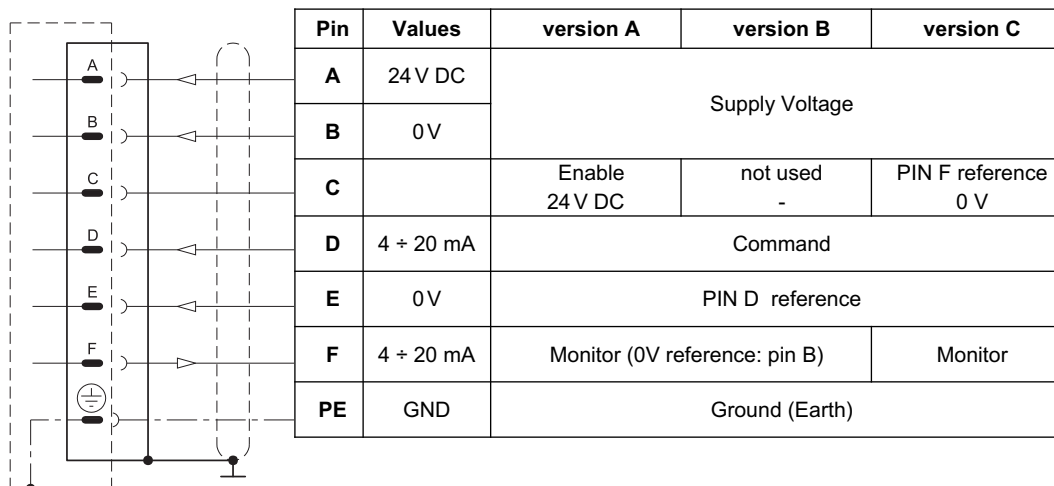 Pin Values version A version B version C
A 24 V DC Supply Voltage
B 0 V
C Enable 24 V DC not used - PIN F reference 0 V
D 4 ÷ 20 mA Command
E 0 V PIN D reference
F 4 ÷ 20 mA Monitor (0V reference: pin B) Monitor
PE GND Ground (Earth)
A
B
C
D
E
F